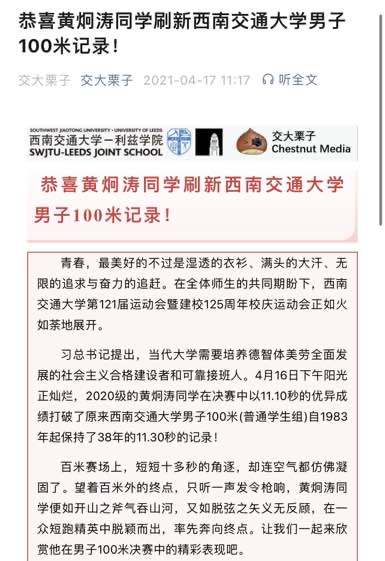 恭喜黄炯涛同学刷新西南交通大学男子
100米记录！
交大栗子 交大栗子 2021-04-17 11:17 听全文
SOUTHWEST JIAOTONG UNIVERSITY - UNIVERSITY OF LEEDS
西南交通大学－利兹学院
SWJTU-LEEDS JOINT SCHOOL
交大栗子
Chestnut Media
恭喜黄炯涛同学刷新西南交通大学
男子100米记录！
青春，最美好的不过是湿透的衣衫、满头的大汗、无
限的追求与奋力的追赶。在全体师生的共同期盼下，西南
交通大学第121届运动会暨建校125周年校庆运动会正如火
如荼地展开。
习总书记提出，当代大学需要培养德智体美劳全面发
展的社会主义合格建设者和可靠接班人。4月16日下午阳光
正灿烂，2020级的黄炯涛同学在决赛中以11.10秒的优异成
绩打破了原来西南交通大学男子100米(普通学生组)自1983
年起保持了38年的11.30秒的记录！
百米赛场上，短短十多秒的角逐，却连空气都仿佛凝
固了。望着百米外的终点，只听一声发令枪响，黄炯涛同
学便如开山之斧气吞山河，又如脱弦之矢义无反顾，在一
众短跑精英中脱颖而出，率先奔向终点。让我们一起来欣
赏他在男子100米决赛中的精彩表现吧。